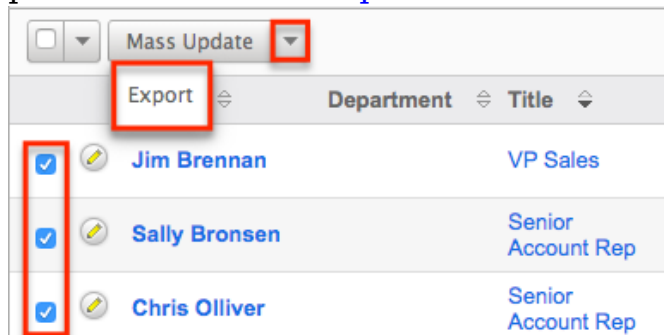 Mass Update
Export
Department
Title
Jim Brennan
VP Sales
Sally Bronsen
Senior
Account Rep
Chris Olliver
Senior
Account Rep